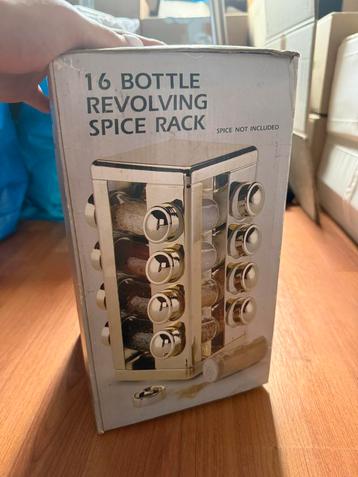 16 BOTTLE
REVOLVING
SPICE RACK
SPICE NOT INCLUDED